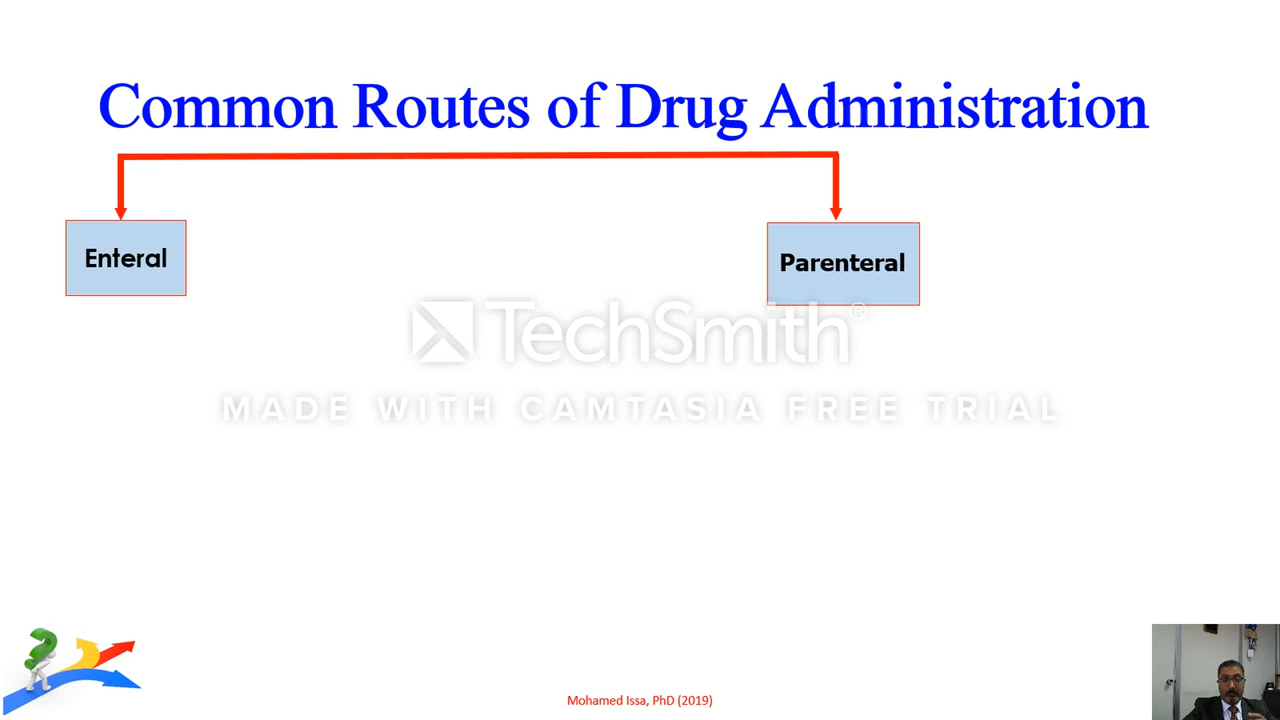 Common Routes of Drug Administration
Enteral
Parenteral
TechSmith®
MADE WITH CAMTASIA FREE TRIAL
Mohamed Issa, PhD (2019)